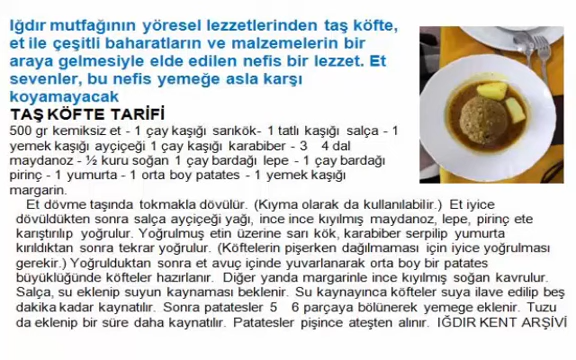 Iğdır mutfağının yöresel lezzetlerinden taş köfte,
et ile çeşitli baharatların ve malzemelerin bir
araya gelmesiyle elde edilen nefis bir lezzet. Et
sevenler, bu nefis yemeğe asla karşı
koyamayacak
TAŞ KÖFTE TARİFİ
500 gr kemiksiz et - 1 çay kaşığı sarıkök- 1 tatlı kaşığı salça - 1
yemek kaşığı ayçiçeği 1 çay kaşığı karabiber - 3 4 dal
maydanoz - ½ kuru soğan 1 çay bardağı lepe - 1 çay bardağı
pirinç - 1 yumurta - 1 orta boy patates - 1 yemek kaşığı
margarin.
Et dövme taşında tokmakla dövülür. (Kıyma olarak da kullanılabilir.) Et iyice
dövüldükten sonra salça ayçiçeği yağı, ince ince kıyılmış maydanoz, lepe, pirinç ete
karıştırılıp yoğrulur. Yoğrulmuş etin üzerine sarı kök, karabiber serpilip yumurta
kırıldıktan sonra tekrar yoğrulur. (Köftelerin pişerken dağılmaması için iyice yoğrulması
gerekir.) Yoğrulduktan sonra et avuç içinde yuvarlanarak orta boy bir patates
büyüklüğünde köfteler hazırlanır. Diğer yanda margarinle ince kıyılmış soğan kavrulur.
Salça, su eklenip suyun kaynaması beklenir. Su kaynayınca köfteler suya ilave edilip beş
dakika kadar kaynatılır. Sonra patatesler 5 6 parçaya bölünerek yemege eklenir. Tuzu
da eklenip bir süre daha kaynatılır. Patatesler pişince ateşten alınır. IĞDIR KENT ARŞİVİ